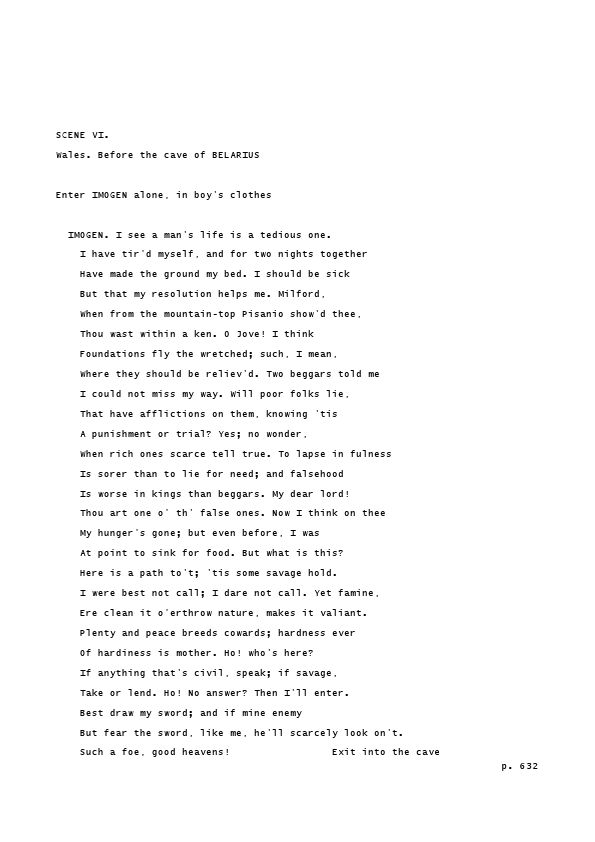 SCENE VI.
Wales. Before the cave of BELARIUS
Enter IMOGEN alone, in boy's clothes
IMOGEN. I see a man's life is a tedious one.
I have tir'd myself, and for two nights together
Have made the ground my bed. I should be sick
But that my resolution helps me. Milford,
When from the mountain-top Pisanio show'd thee,
Thou wast within a ken. O Jove! I think
Foundations fly the wretched; such, I mean,
Where they should be reliev'd. Two beggars told me
I could not miss my way. Will poor folks lie,
That have afflictions on them, knowing 'tis
A punishment or trial? Yes; no wonder,
When rich ones scarce tell true. To lapse in fulness
Is sorer than to lie for need; and falsehood
Is worse in kings than beggars. My dear lord!
Thou art one o' th' false ones. Now I think on thee
My hunger's gone; but even before, I was
At point to sink for food. But what is this?
Here is a path to't; 'tis some savage hold.
I were best not call; I dare not call. Yet famine,
Ere clean it o'erthrow nature, makes it valiant.
Plenty and peace breeds cowards; hardness ever
Of hardiness is mother. Ho! who's here?
If anything that's civil, speak; if savage,
Take or lend. Ho! No answer? Then I'll enter.
Best draw my sword; and if mine enemy
But fear the sword, like me, he'll scarcely look on't.
Such a foe, good heavens! Exit into the cave
p. 632